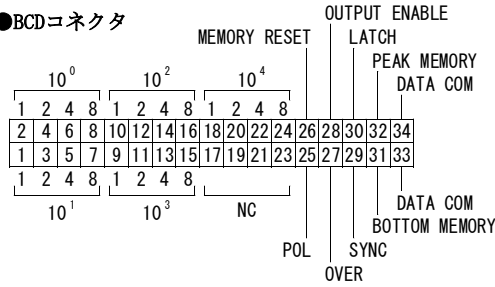 ●BCDコネクタ
OUTPUT ENABLE
MEMORY RESET
LATCH
PEAK MEMORY
DATA COM
10⁰ 10² 10⁴
1 2 4 8 1 2 4 8 1 2 4 8
2 4 6 8 10 12 14 16 18 20 22 24 26 28 30 32 34
1 3 5 7 9 11 13 15 17 19 21 23 25 27 29 31 33
1 2 4 8 1 2 4 8
10¹ 10³ NC
DATA COM
BOTTOM MEMORY
POL
SYNC
OVER